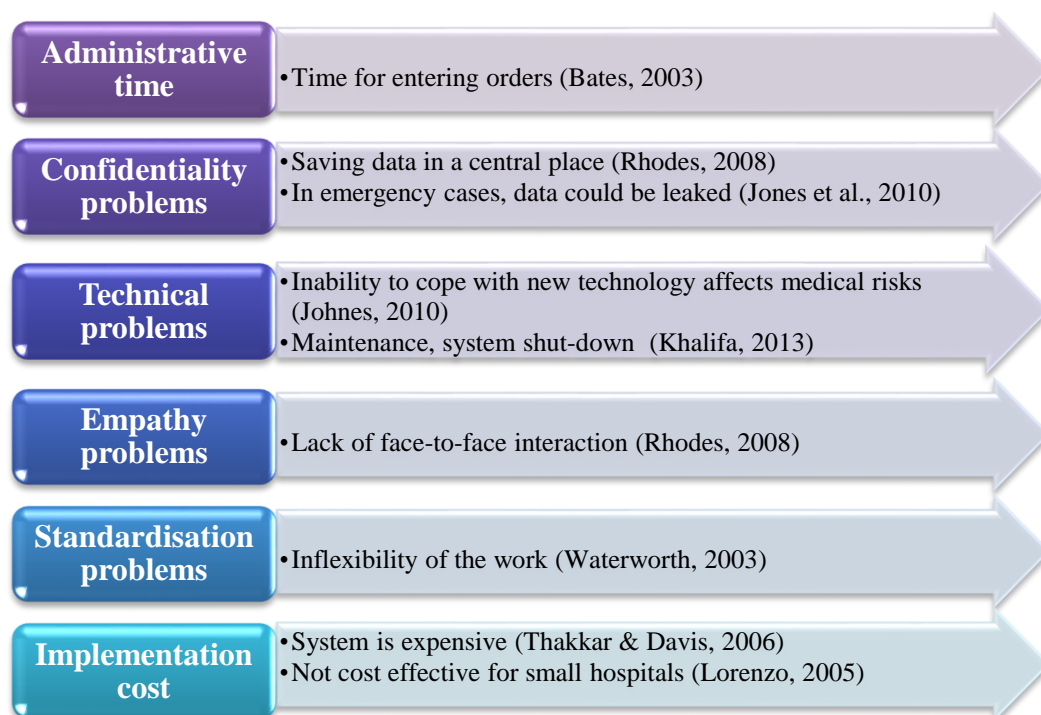 Administrative
time
•Time for entering orders (Bates, 2003)
Confidentiality
problems
•Saving data in a central place (Rhodes, 2008)
•In emergency cases, data could be leaked (Jones et al., 2010)
Technical
problems
•Inability to cope with new technology affects medical risks
(Johnes, 2010)
•Maintenance, system shut-down (Khalifa, 2013)
Empathy
problems
•Lack of face-to-face interaction (Rhodes, 2008)
Standardisation
problems
•Inflexibility of the work (Waterworth, 2003)
Implementation
cost
•System is expensive (Thakkar & Davis, 2006)
•Not cost effective for small hospitals (Lorenzo, 2005)